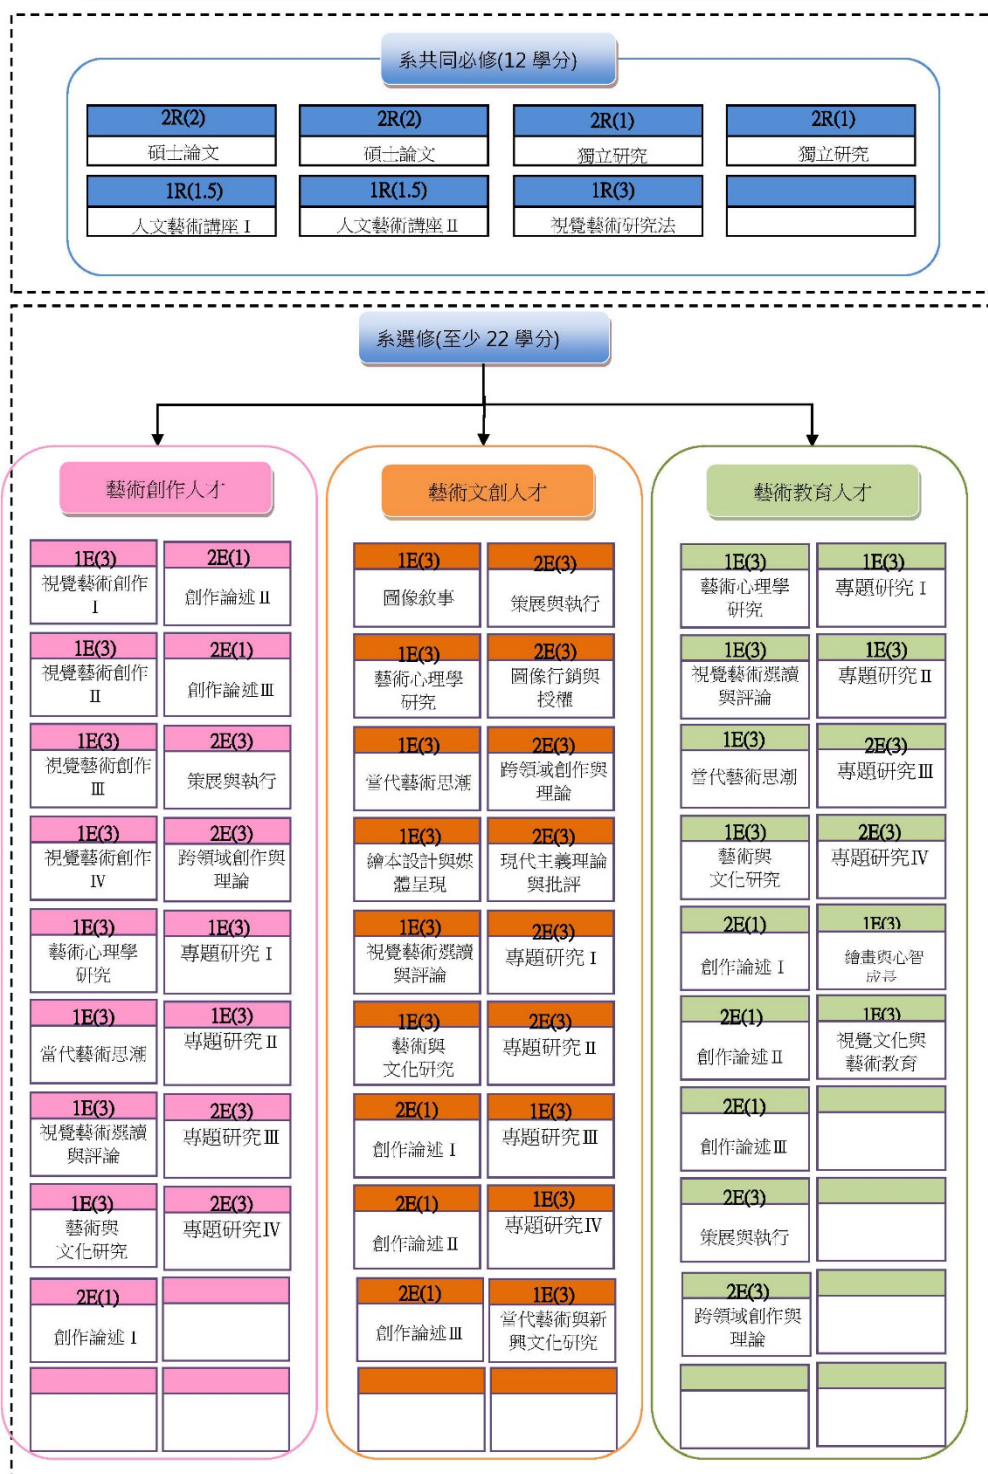 系共同必修(12 學分)
2R(2)
碩士論文
2R(2)
碩士論文
2R(1)
獨立研究
2R(1)
獨立研究
1R(1.5)
人文藝術講座 I
1R(1.5)
人文藝術講座 II
1R(3)
視覺藝術研究法
系選修(至少 22 學分)
藝術創作人才
1E(3)
視覺藝術創作
I
2E(1)
創作論述 II
1E(3)
視覺藝術創作
II
2E(1)
創作論述 III
1E(3)
視覺藝術創作
III
2E(3)
策展與執行
1E(3)
視覺藝術創作
IV
2E(3)
跨領域創作與
理論
1E(3)
藝術心理學
研究
1E(3)
專題研究 I
1E(3)
當代藝術思潮
1E(3)
專題研究 II
1E(3)
視覺藝術選讀
與評論
2E(3)
專題研究 III
1E(3)
藝術與
文化研究
2E(3)
專題研究 IV
2E(1)
創作論述 I
藝術文創人才
1E(3)
圖像敘事
2E(3)
策展與執行
1E(3)
藝術心理學
研究
2E(3)
圖像行銷與
授權
1E(3)
當代藝術思潮
2E(3)
跨領域創作與
理論
1E(3)
繪本設計與媒
體呈現
2E(3)
現代主義理論
與批評
1E(3)
視覺藝術選讀
與評論
2E(3)
專題研究 I
1E(3)
藝術與
文化研究
2E(3)
專題研究 II
2E(1)
創作論述 I
1E(3)
專題研究 III
2E(1)
創作論述 II
1E(3)
專題研究 IV
2E(1)
創作論述 III
1E(3)
當代藝術與新
興文化研究
藝術教育人才
1E(3)
藝術心理學
研究
1E(3)
專題研究 I
1E(3)
視覺藝術選讀
與評論
1E(3)
專題研究 II
1E(3)
當代藝術思潮
2E(3)
專題研究 III
1E(3)
藝術與
文化研究
2E(3)
專題研究 IV
2E(1)
創作論述 I
1E(3)
繪畫與心智
成長
2E(1)
創作論述 II
1E(3)
視覺文化與
藝術教育
2E(1)
創作論述 III
2E(3)
策展與執行
2E(3)
跨領域創作與
理論